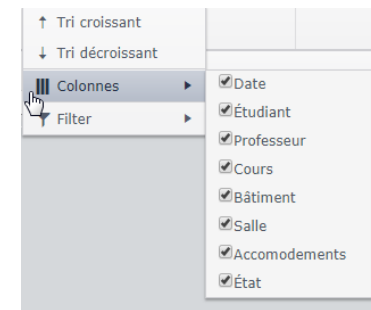 Tri croissant
Tri décroissant
Colonnes
Filter
Date
Étudiant
Professeur
Cours
Bâtiment
Salle
Accomodements
État